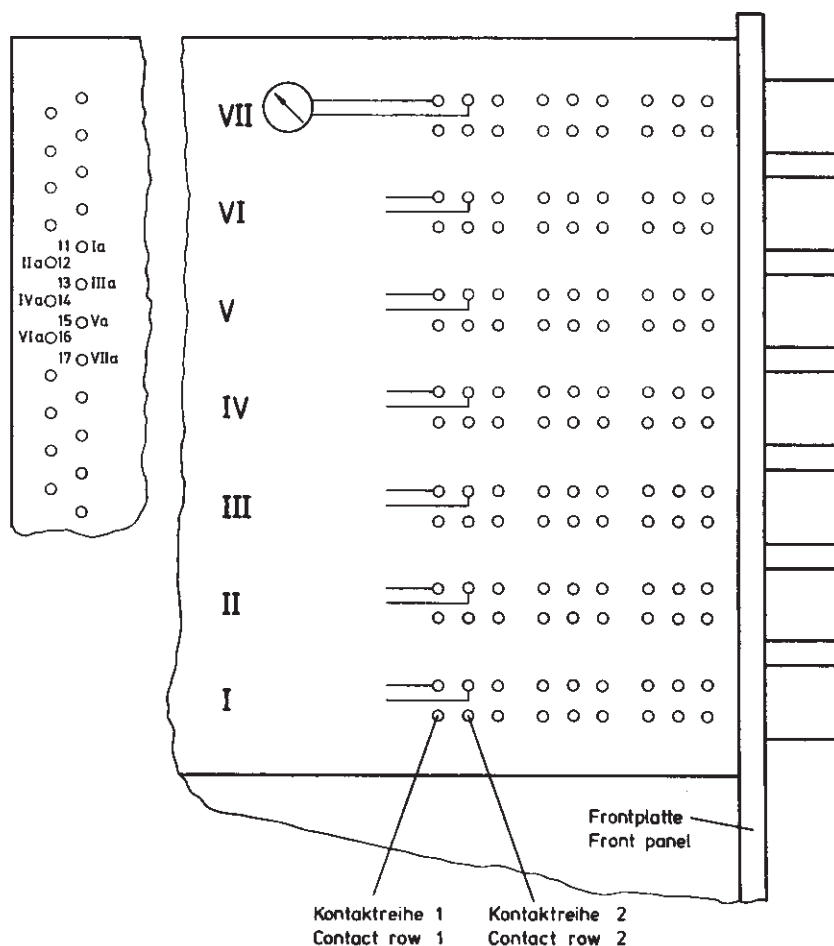 VII
VI
V
IV
III
II
I
11 Ia
IIa 12
13 IIIa
IVa 14
15 Va
VIa 16
17 VIIa
Frontplatte
Front panel
Kontaktreihe 1
Contact row 1
Kontaktreihe 2
Contact row 2